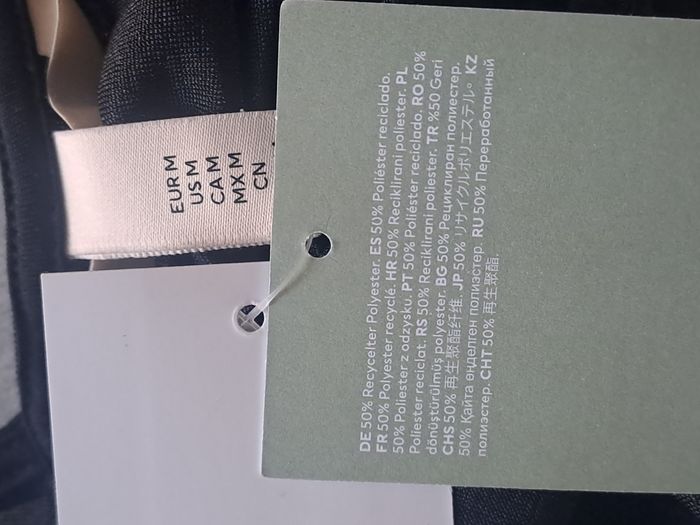 EUR M
US M
CA M
MX M
CN
DE 50% Recycelter Polyester. ES 50% Poliéster reciclado.
FR 50% Polyester recyclé. HR 50% Reciklirani poliester. PL
50% Poliester z odzysku. PT 50% Poliéster reciclado. RO 50%
Poliester reciclat. RS 50% Reciklirani poliester. TR %50 Geri
dönüştürülmüş polyester. BG 50% Рециклиран полиестер.
CHS 50% 再生聚酯纤维. JP 50% リサイクルポリエステル。 KZ
50% Қайта өңделген полиэстер. RU 50% Переработанный
полиэстер. CHT 50% 再生聚酯.